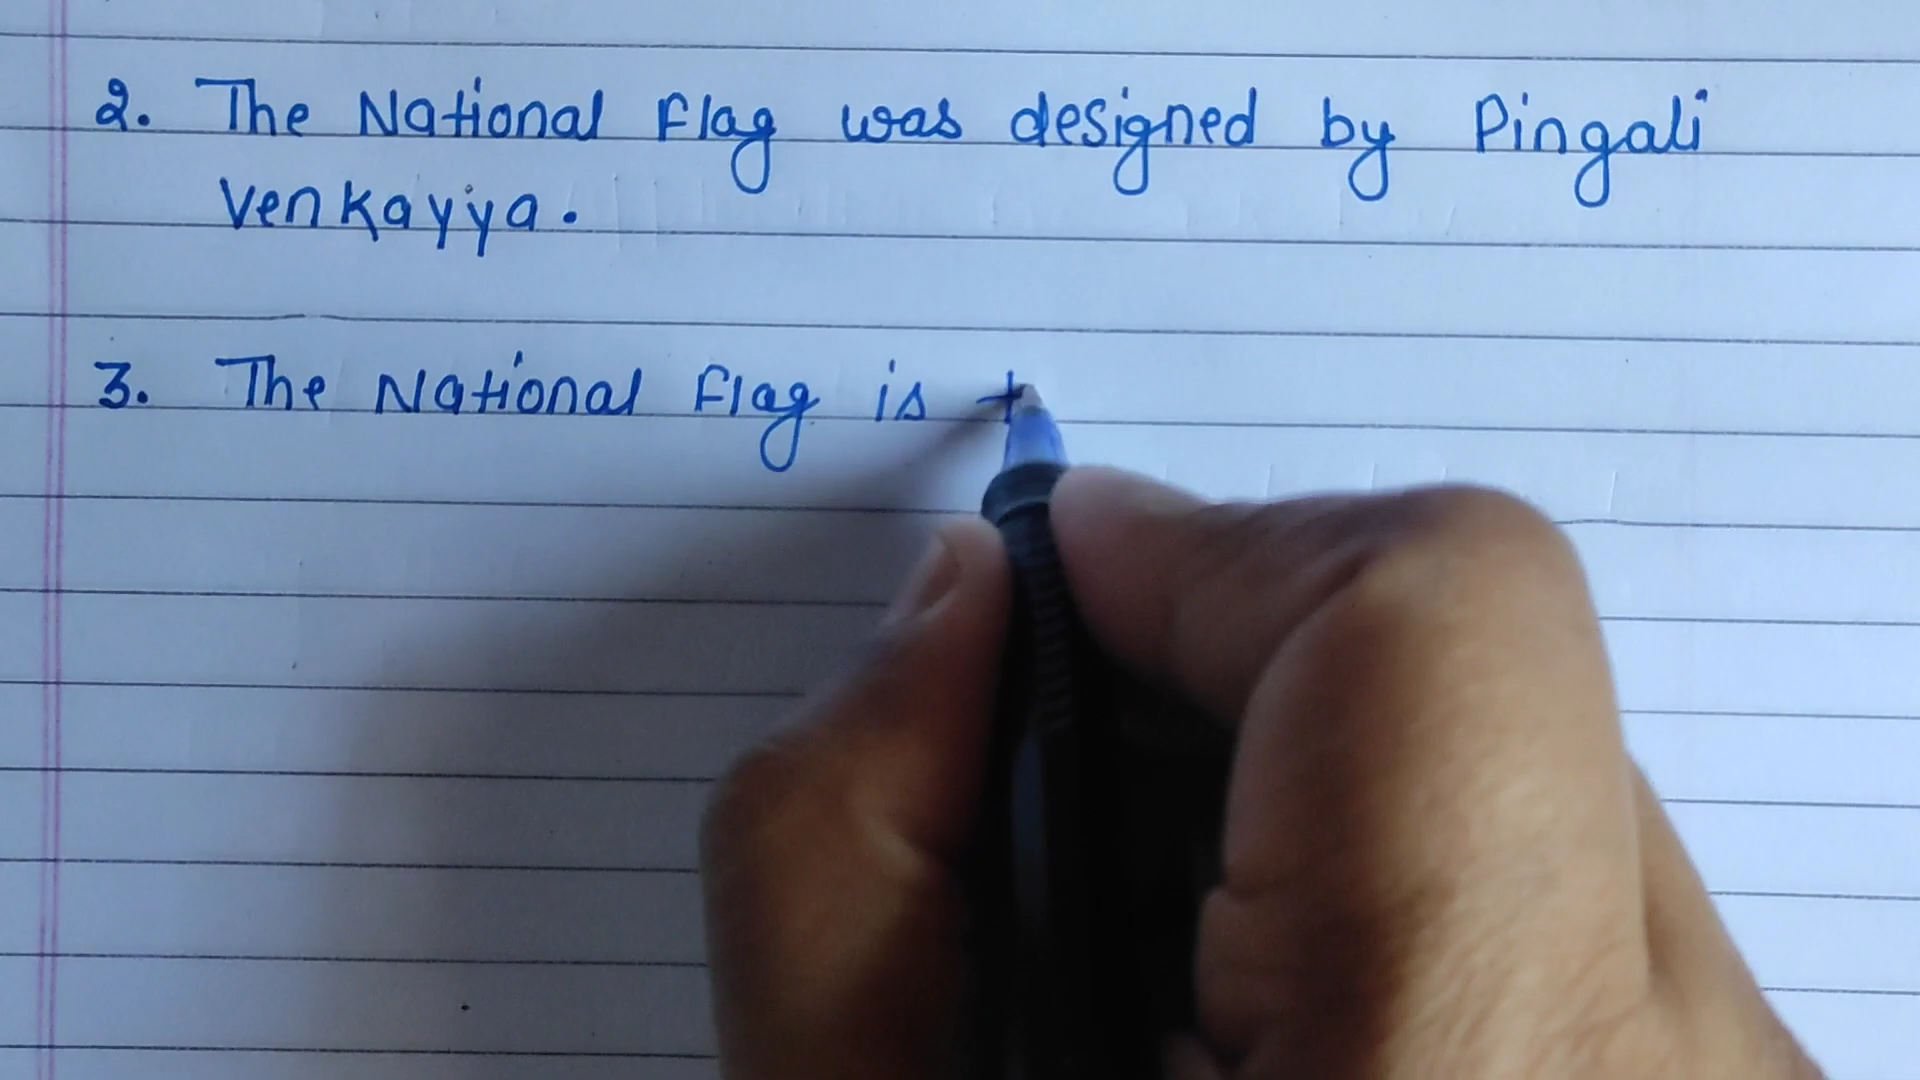 2. The National Flag was designed by Pingali
Venkayya.
3. The National Flag is t